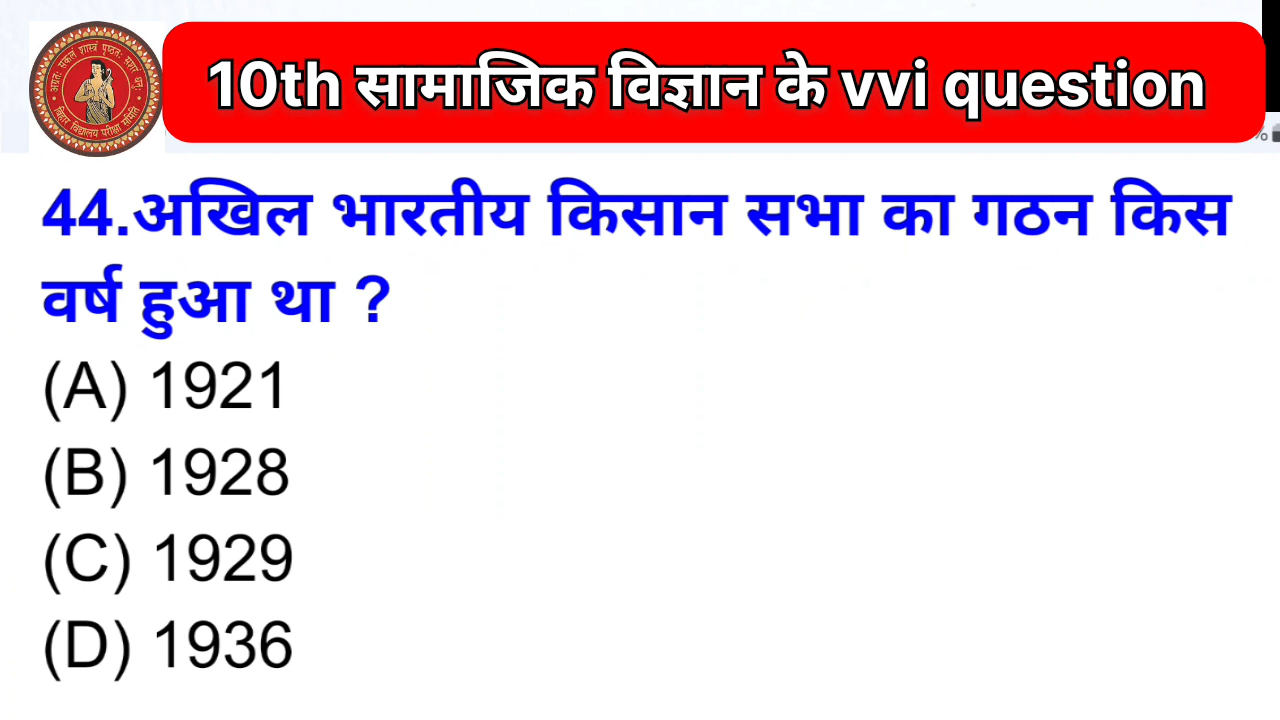 10th सामाजिक विज्ञान के vvi question
44.अखिल भारतीय किसान सभा का गठन किस
वर्ष हुआ था ?
(A) 1921
(B) 1928
(C) 1929
(D) 1936